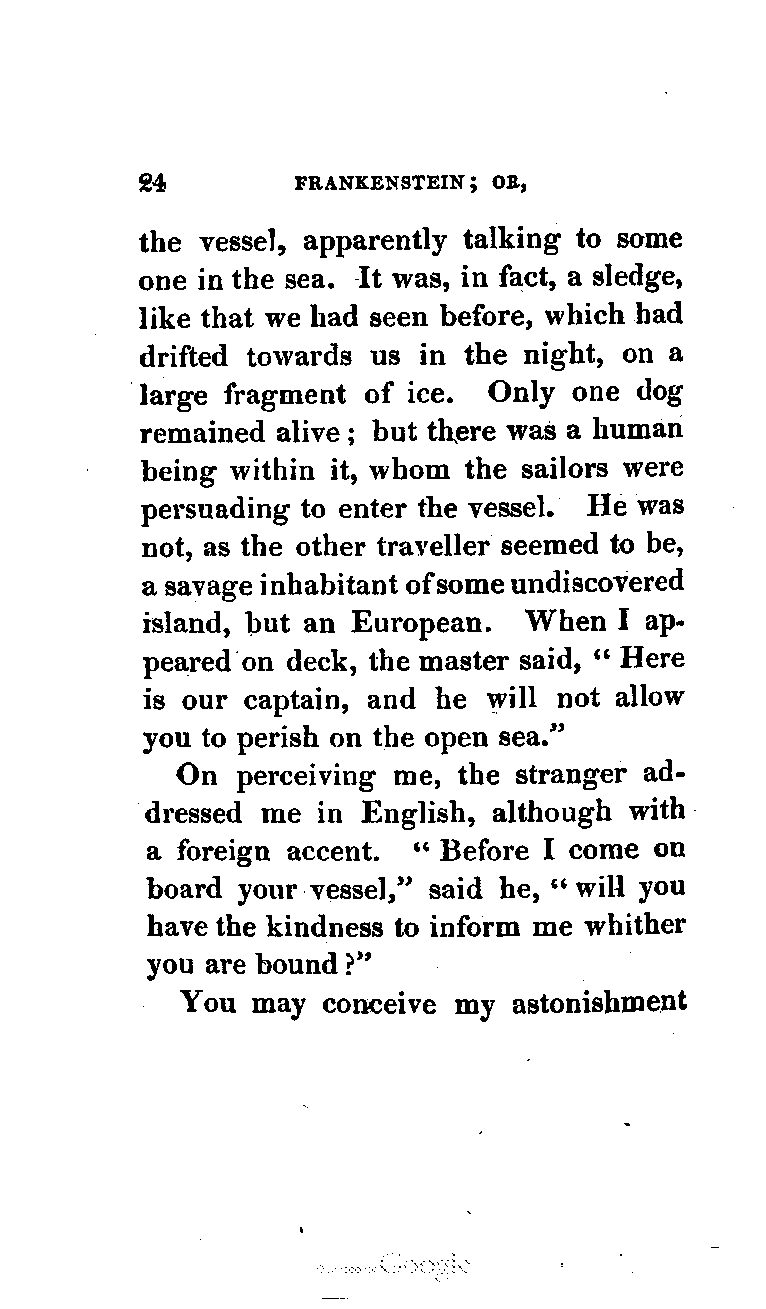 24 FRANKENSTEIN; OR,
the vessel, apparently talking to some
one in the sea. It was, in fact, a sledge,
like that we had seen before, which had
drifted towards us in the night, on a
large fragment of ice. Only one dog
remained alive; but there was a human
being within it, whom the sailors were
persuading to enter the vessel. He was
not, as the other traveller seemed to be,
a savage inhabitant of some undiscovered
island, but an European. When I ap-
peared on deck, the master said, “Here
is our captain, and he will not allow
you to perish on the open sea.”
On perceiving me, the stranger ad-
dressed me in English, although with
a foreign accent. “Before I come on
board your vessel,” said he, “will you
have the kindness to inform me whither
you are bound?”
You may conceive my astonishment
Google